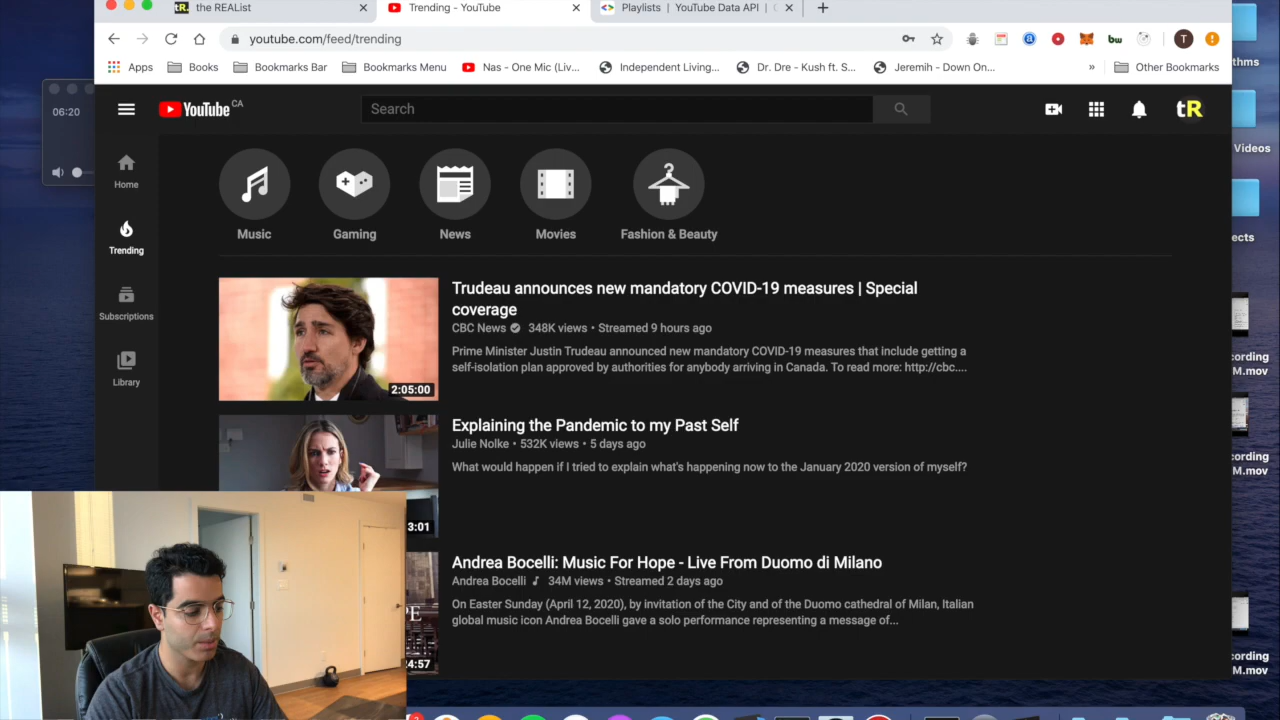 the REAList
Trending - YouTube
Playlists | YouTube Data API |
youtube.com/feed/trending
Apps
Books
Bookmarks Bar
Bookmarks Menu
Nas - One Mic (Liv...
Independent Living...
Dr. Dre - Kush ft. S...
Jeremih - Down On...
»
Other Bookmarks
T
bw
06:20
YouTube CA
Search
tR
Home
Trending
Subscriptions
Library
Music
Gaming
News
Movies
Fashion & Beauty
Trudeau announces new mandatory COVID-19 measures | Special
coverage
CBC News 348K views • Streamed 9 hours ago
Prime Minister Justin Trudeau announced new mandatory COVID-19 measures that include getting a
self-isolation plan approved by authorities for anybody arriving in Canada. To read more: http://cbc....
2:05:00
Explaining the Pandemic to my Past Self
Julie Nolke • 532K views • 5 days ago
What would happen if I tried to explain what's happening now to the January 2020 version of myself?
3:01
Andrea Bocelli: Music For Hope - Live From Duomo di Milano
Andrea Bocelli 34M views • Streamed 2 days ago
On Easter Sunday (April 12, 2020), by invitation of the City and of the Duomo cathedral of Milan, Italian
global music icon Andrea Bocelli gave a solo performance representing a message of...
4:57
thms
Videos
ects
cording
M.mov
cording
M.mov
cording
M.mov